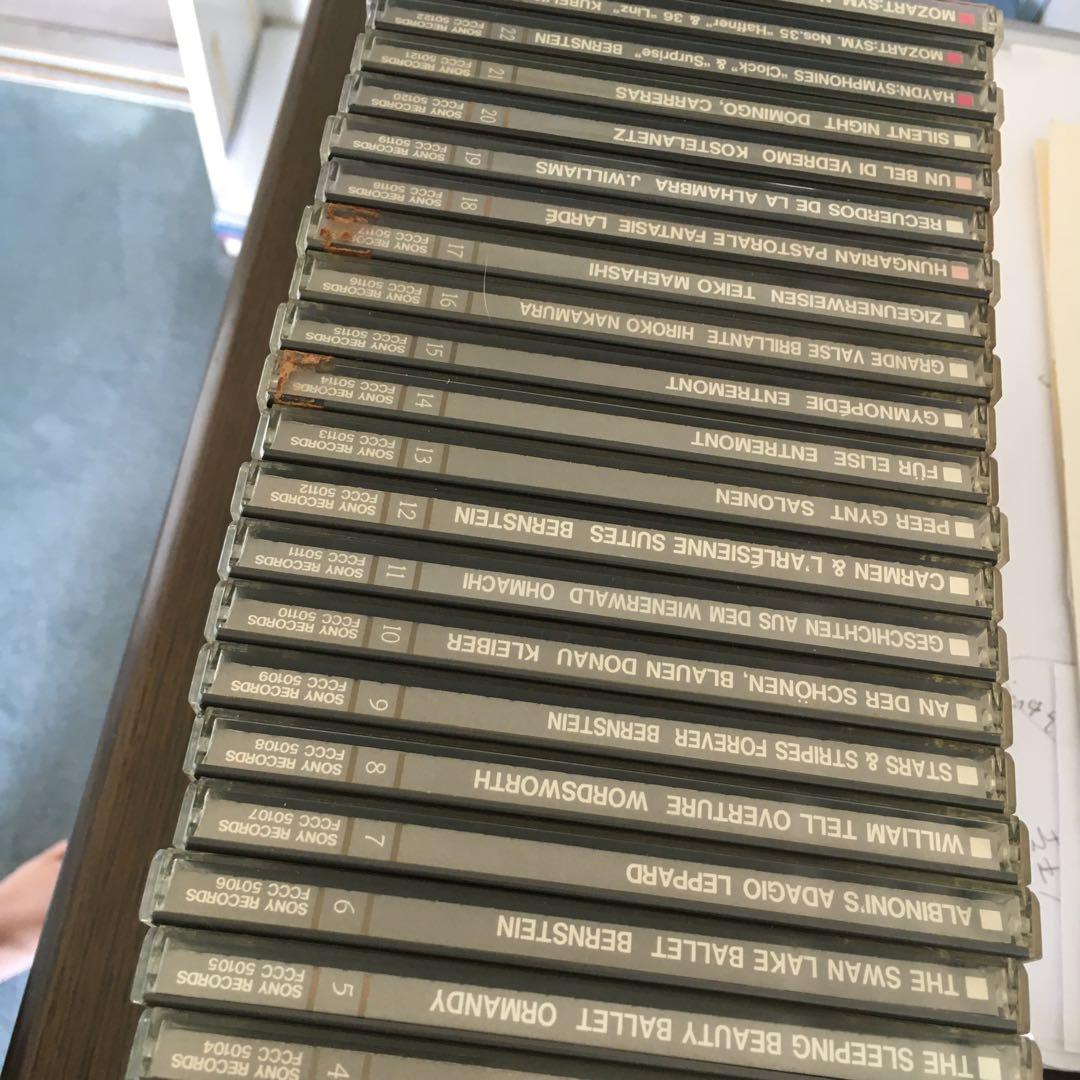 4 SONY RECORDS
FCCC 50104
THE SLEEPING BEAUTY BALLET ORMANDY 5 SONY RECORDS
FCCC 50105
THE SWAN LAKE BALLET BERNSTEIN 6 SONY RECORDS
FCCC 50106
ALBINONI'S ADAGIO LEPPARD 7 SONY RECORDS
FCCC 50107
WILLIAM TELL OVERTURE WORDSWORTH 8 SONY RECORDS
FCCC 50108
STARS & STRIPES FOREVER BERNSTEIN 9 SONY RECORDS
FCCC 50109
AN DER SCHÖNEN, BLAUEN DONAU KLEIBER 10 SONY RECORDS
FCCC 50110
GESCHICHTEN AUS DEM WIENERWALD OHMACHI 11 SONY RECORDS
FCCC 50111
CARMEN & L'ARLÉSIENNE SUITES BERNSTEIN 12 SONY RECORDS
FCCC 50112
PEER GYNT SALONEN 13 SONY RECORDS
FCCC 50113
FÜR ELISE ENTREMONT 14 SONY RECORDS
FCCC 50114
GYMNOPÉDIE ENTREMONT 15 SONY RECORDS
FCCC 50115
GRANDE VALSE BRILLANTE HIROKO NAKAMURA 16 SONY RECORDS
FCCC 50116
ZIGEUNERWEISEN TEIKO MAEHASHI 17 SONY
HUNGARIAN PASTORALE FANTASIE LARDÉ 18 SONY RECORDS
FCCC 50118
RECUERDOS DE LA ALHAMBRA J.WILLIAMS 19 SONY RECORDS
FCCC 50119
UN BEL DI VEDREMO KOSTELANETZ 20 SONY RECORDS
FCCC 50120
SILENT NIGHT DOMINGO, CARRERAS 21 SONY RECORDS
FCCC 50121
HAYDN:SYMPHONIES "Clock" & "Surprise" BERNSTEIN 22 SONY RECORDS
FCCC 50122
MOZART:SYM. Nos.35 "Haffner" & 36 "Linz"
MOZART:SYM.